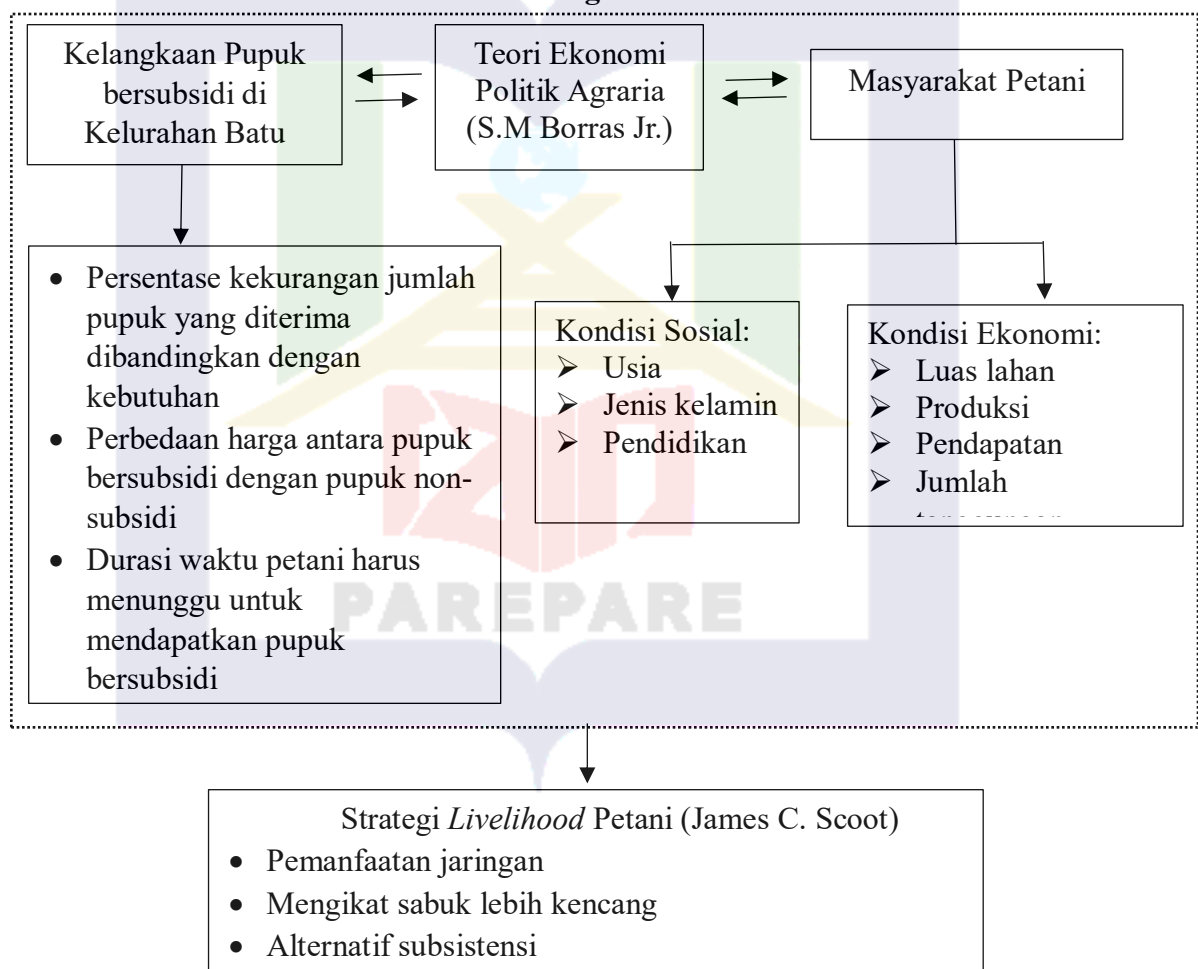 Kelangkaan Pupuk
bersubsidi di
Kelurahan Batu
Teori Ekonomi
Politik Agraria
(S.M Borras Jr.)
Masyarakat Petani
• Persentase kekurangan jumlah
pupuk yang diterima
dibandingkan dengan
kebutuhan
• Perbedaan harga antara pupuk
bersubsidi dengan pupuk non-
subsidi
• Durasi waktu petani harus
menunggu untuk
mendapatkan pupuk
bersubsidi
Kondisi Sosial:
➢ Usia
➢ Jenis kelamin
➢ Pendidikan
Kondisi Ekonomi:
➢ Luas lahan
➢ Produksi
➢ Pendapatan
➢ Jumlah
PAREPARE
Strategi Livelihood Petani (James C. Scoot)
• Pemanfaatan jaringan
• Mengikat sabuk lebih kencang
• Alternatif subsistensi